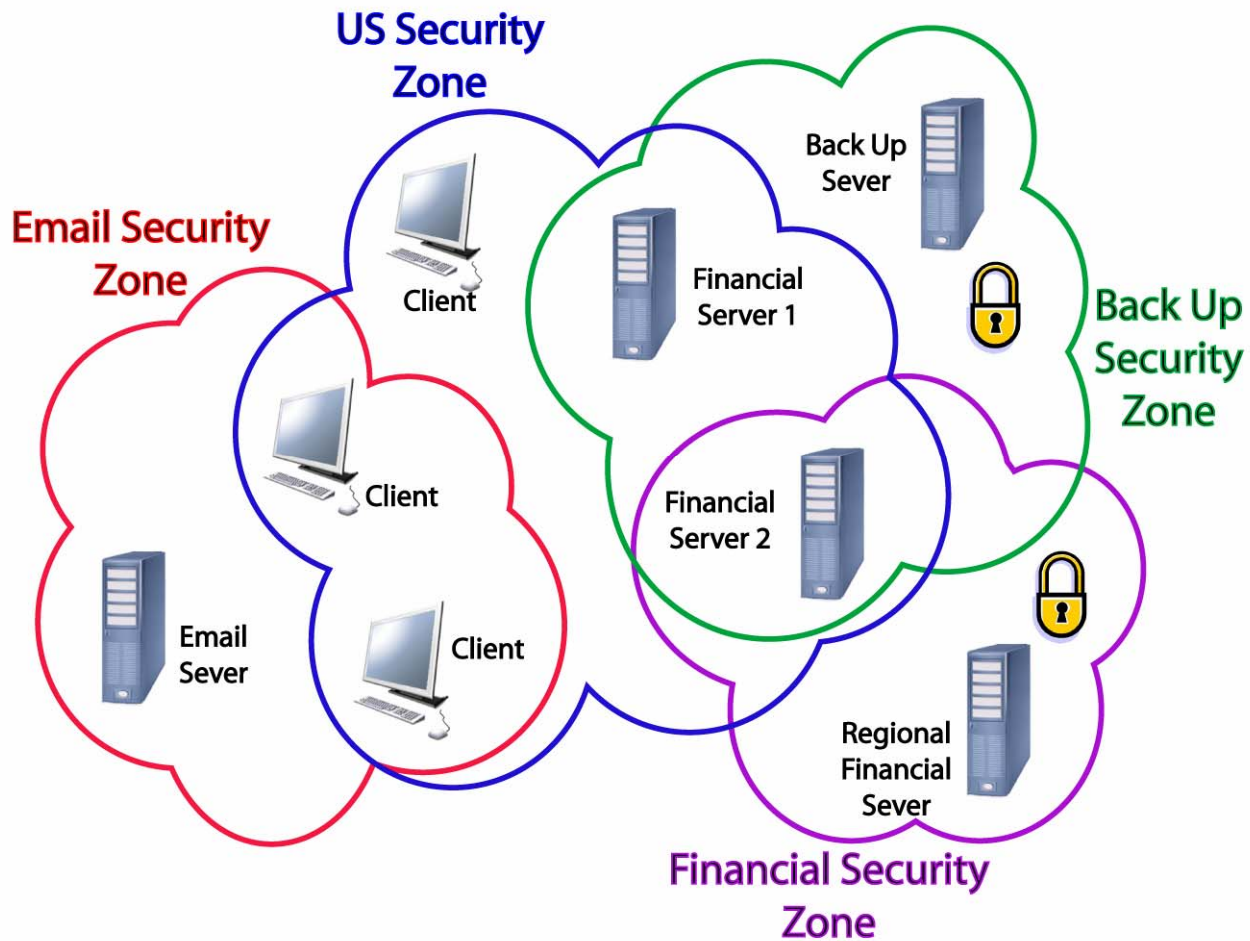 US Security
Zone
Back Up
Sever
Email Security
Zone
Client
Financial
Server 1
Back Up
Security
Zone
Client
Financial
Server 2
Email
Sever
Client
Regional
Financial
Sever
Financial Security
Zone